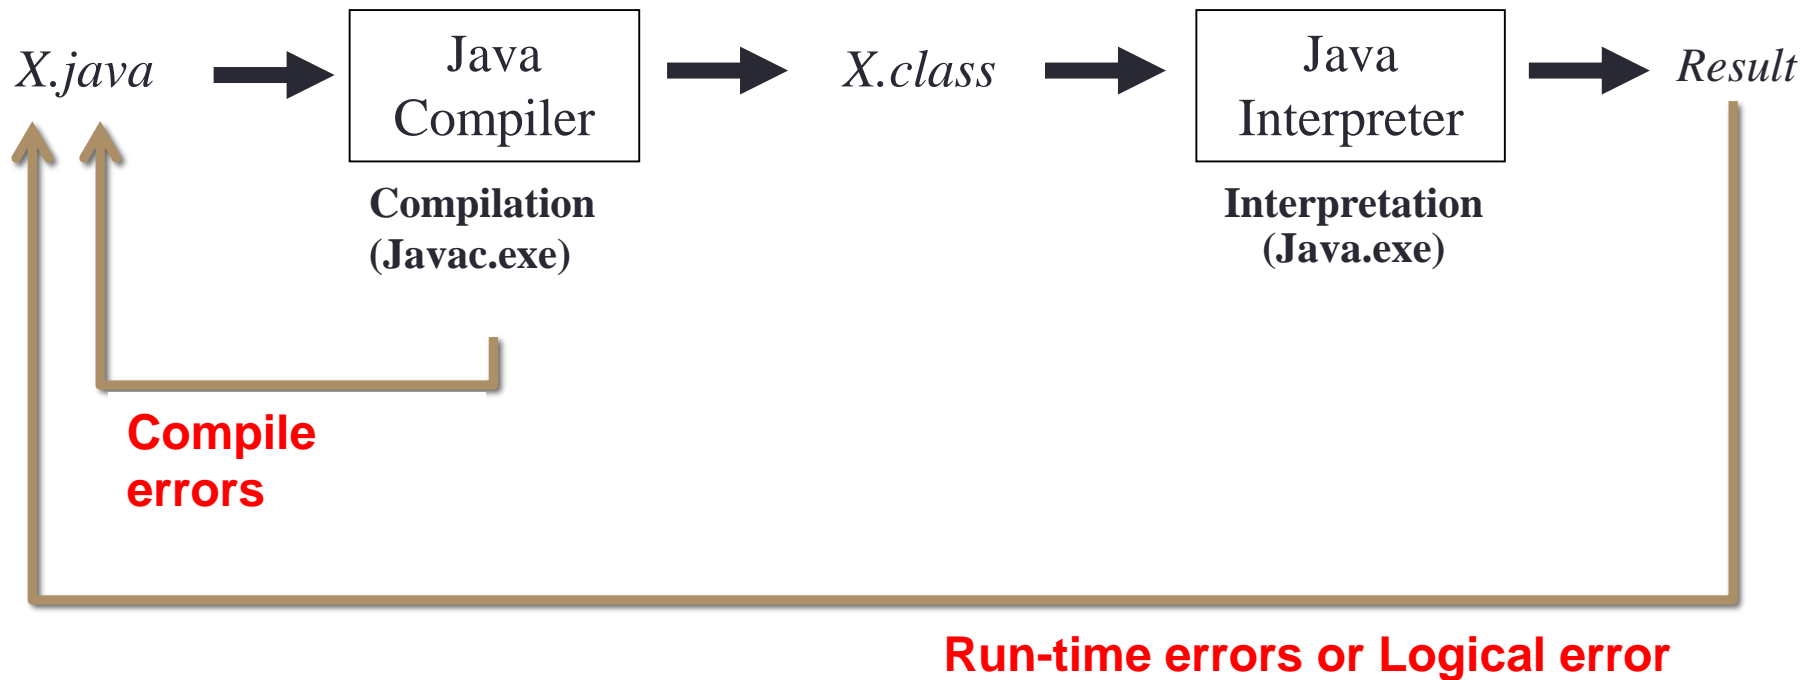 X.java
Java
Compiler
X.class
Java
Interpreter
Result
Compilation
(Javac.exe)
Interpretation
(Java.exe)
Compile
errors
Run-time errors or Logical error